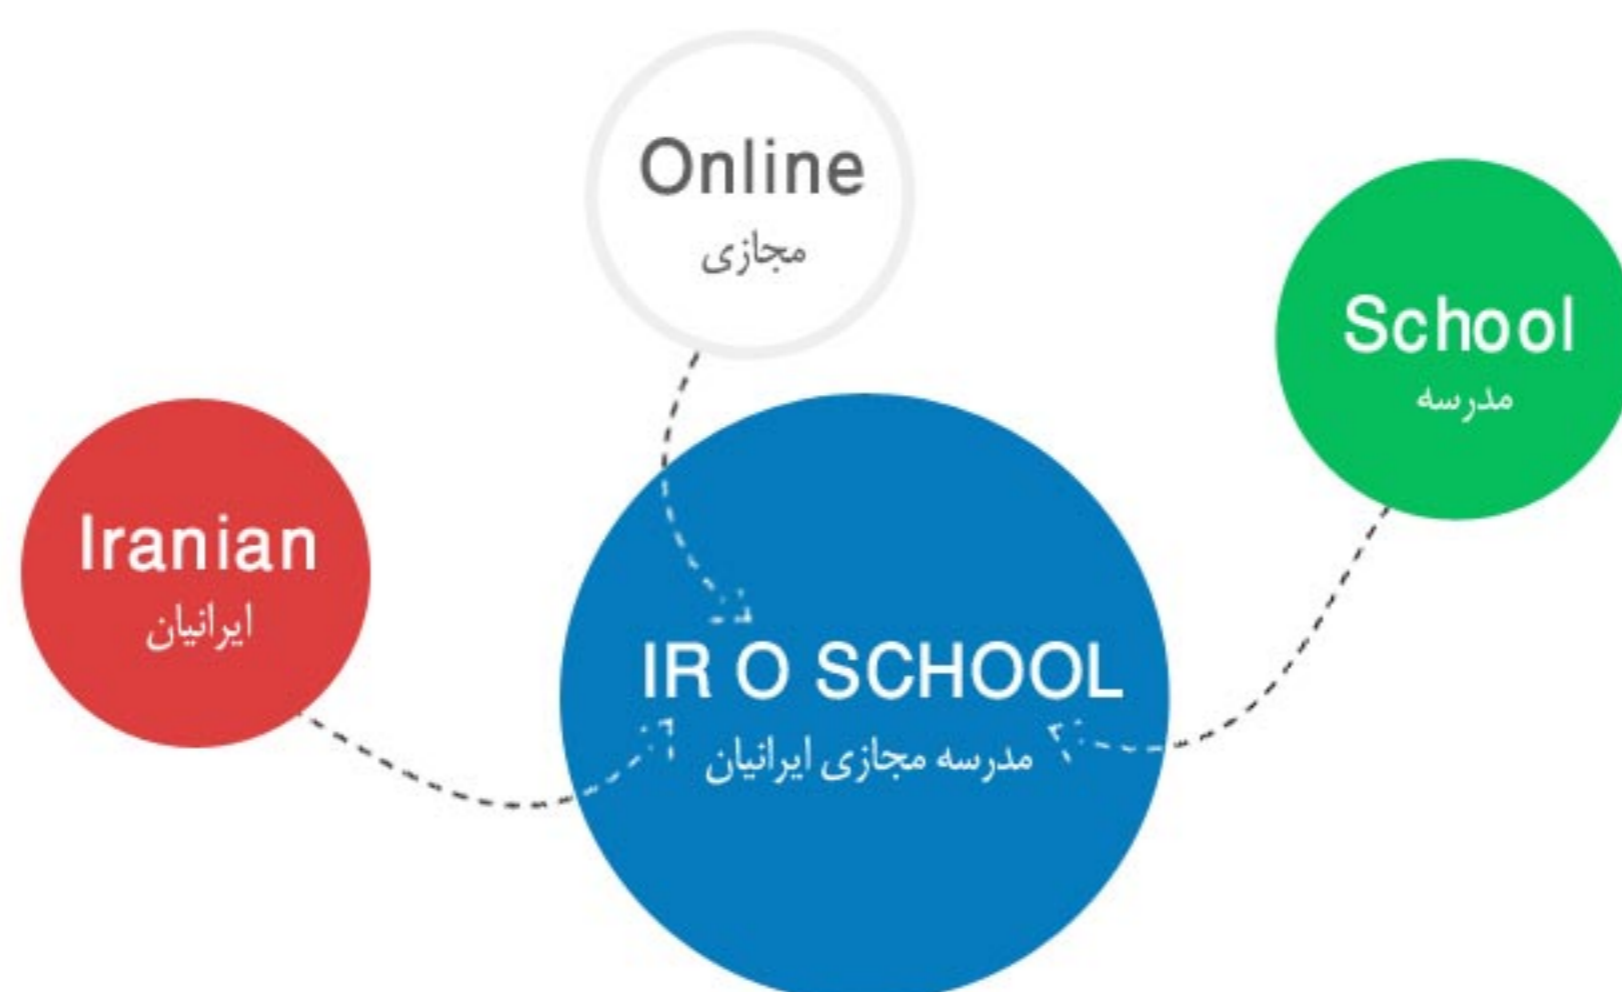 Online
مجازی
School
مدرسه
Iranian
ایرانیان
IR O SCHOOL
مدرسه مجازی ایرانیان